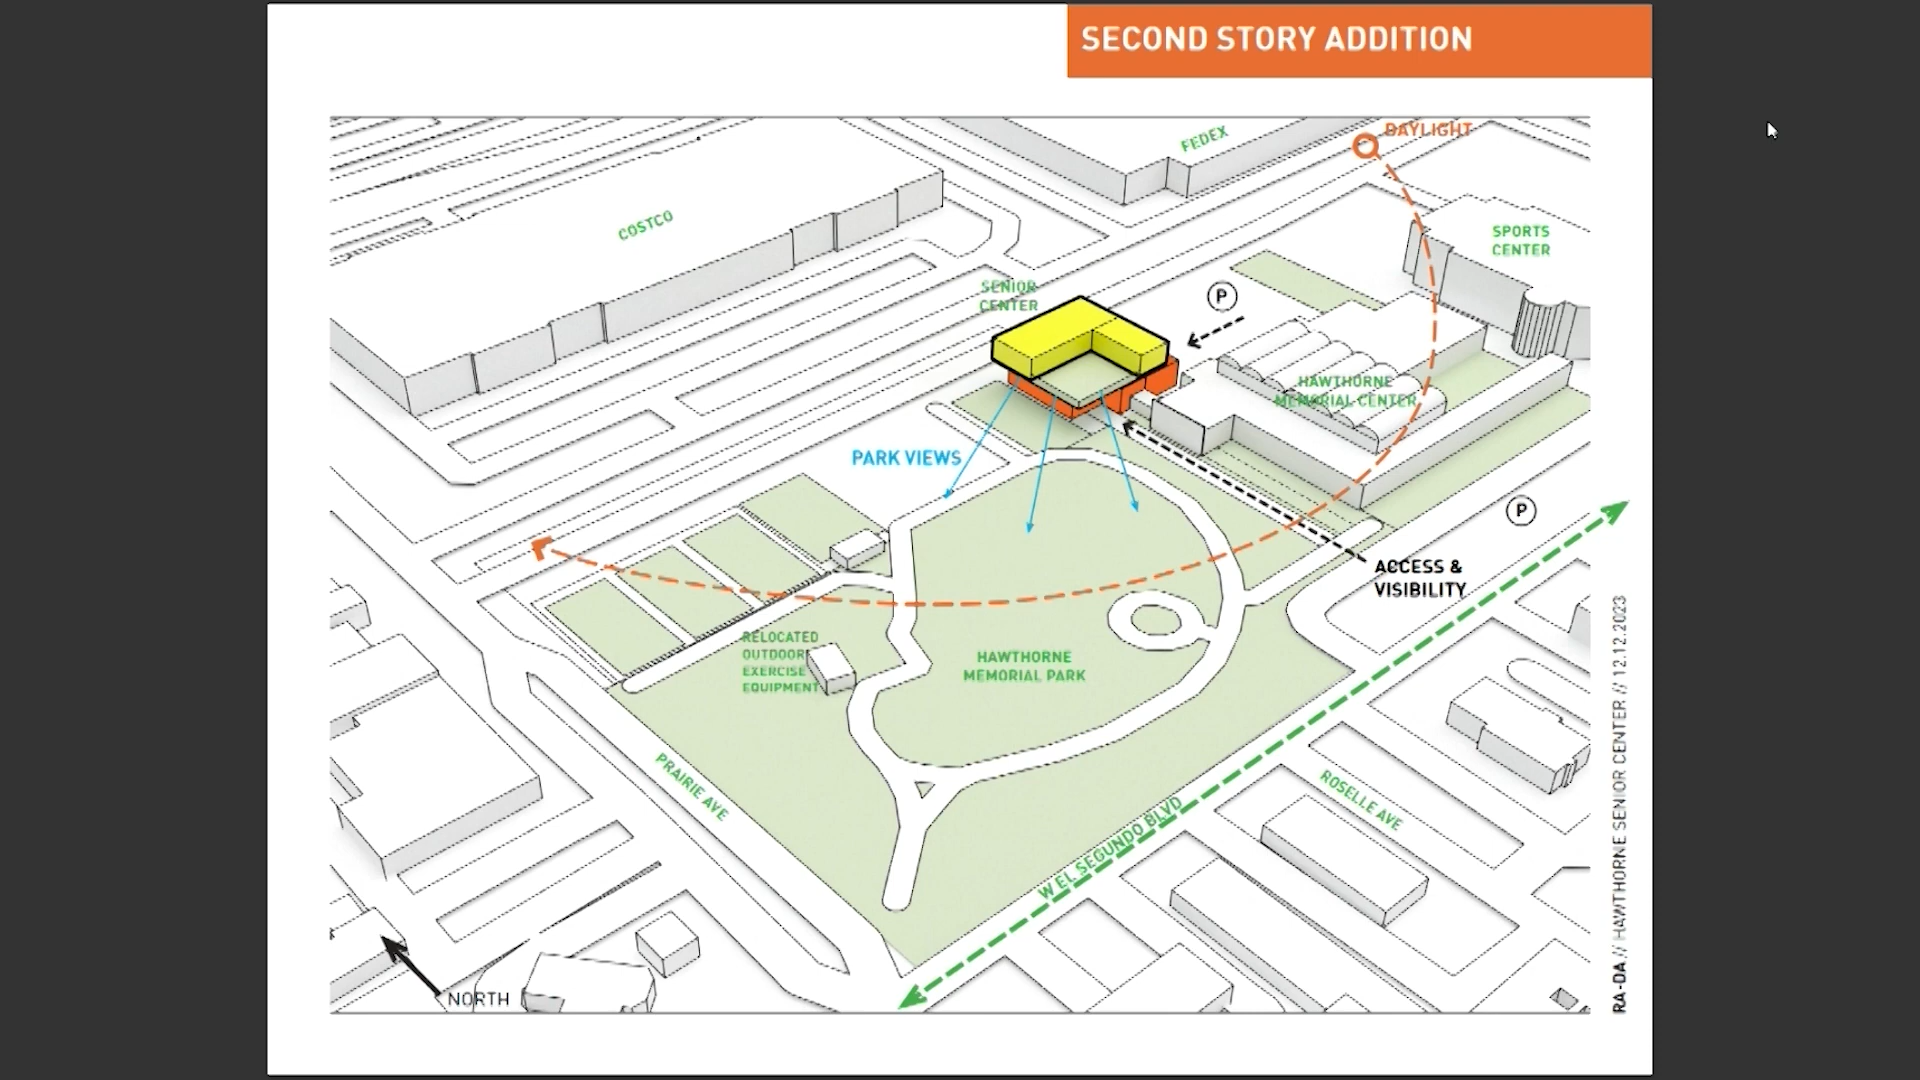 SECOND STORY ADDITION
DAYLIGHT
FEDEX
COSTCO
SPORTS
CENTER
SENIOR
CENTER
P
HAWTHORNE
MEMORIAL CENTER
PARK VIEWS
P
ACCESS &
VISIBILITY
RELOCATED
OUTDOOR
EXERCISE
EQUIPMENT
HAWTHORNE
MEMORIAL PARK
PRAIRIE AVE
ROSELLE AVE
W EL SEGUNDO BLVD
NORTH
RA-DA // HAWTHORNE SENIOR CENTER // 12.12.2023